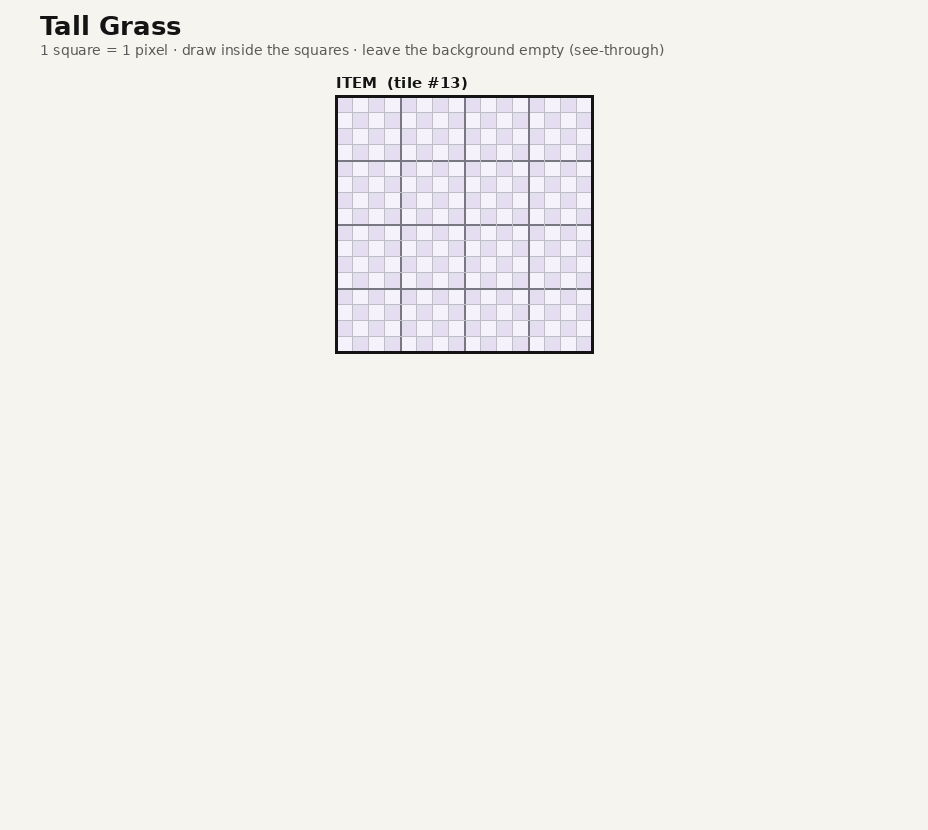 Tall Grass
1 square = 1 pixel · draw inside the squares · leave the background empty (see-through)
ITEM (tile #13)